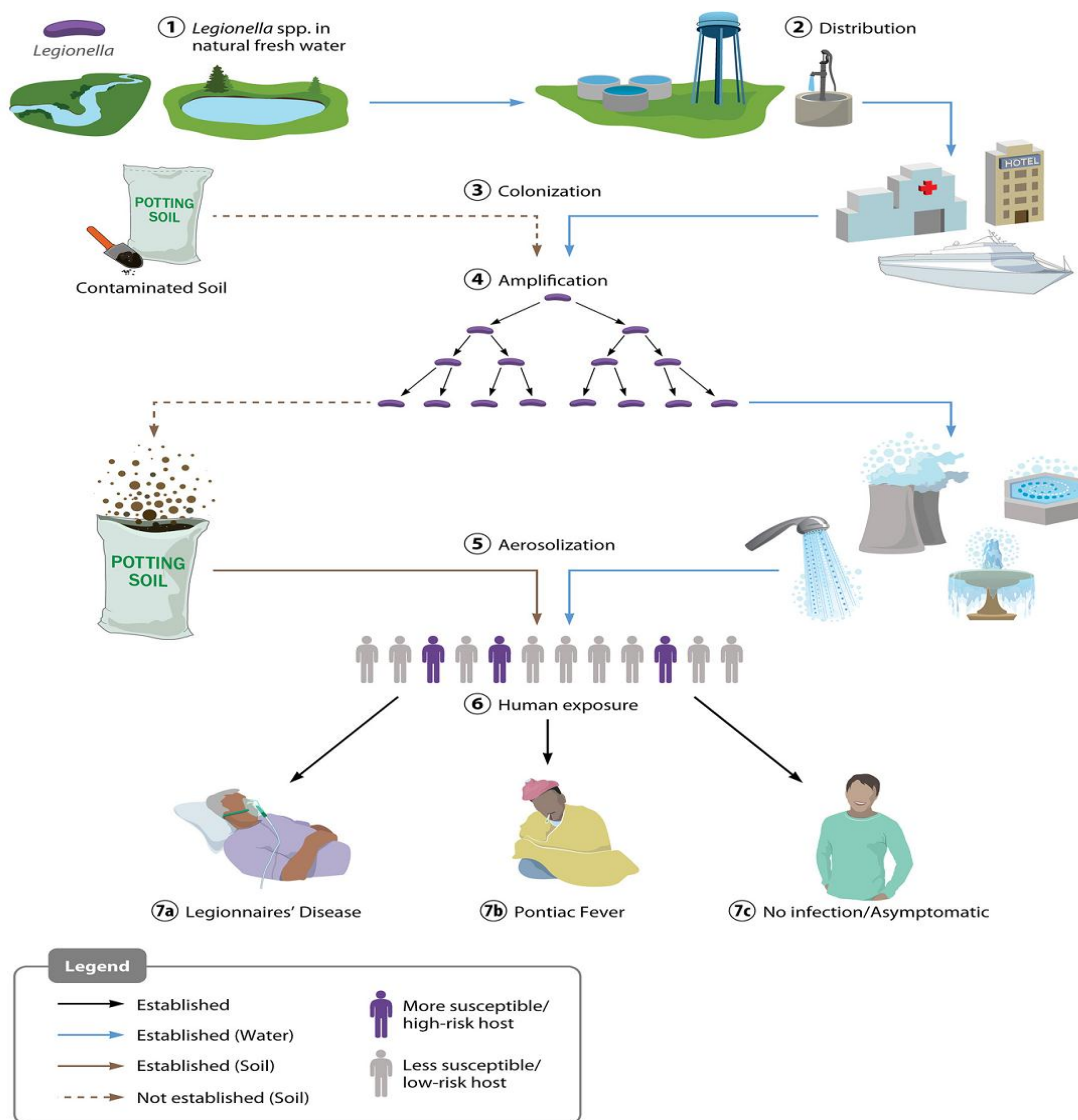 Legionella
① Legionella spp. in
natural fresh water
② Distribution
HOTEL
POTTING
SOIL
Contaminated Soil
③ Colonization
④ Amplification
POTTING
SOIL
⑤ Aerosolization
⑥ Human exposure
7a Legionnaires’ Disease
7b Pontiac Fever
7c No infection/Asymptomatic
Legend
Established
Established (Water)
Established (Soil)
Not established (Soil)
More susceptible/
high-risk host
Less susceptible/
low-risk host